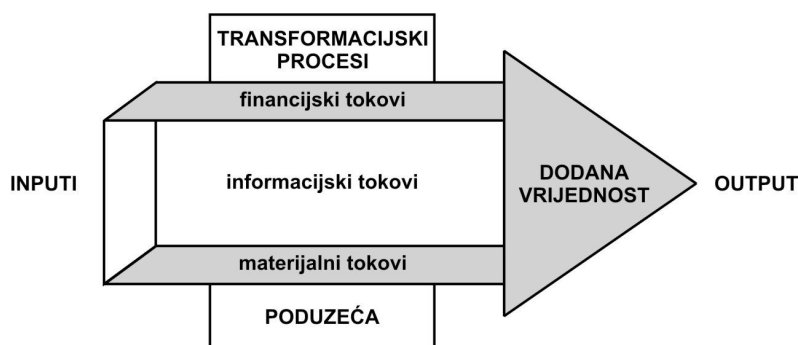 TRANSFORMACIJSKI
PROCESI
financijski tokovi
INPUTI
informacijski tokovi
DODANA
VRIJEDNOST
OUTPUT
materijalni tokovi
PODUZEĆA